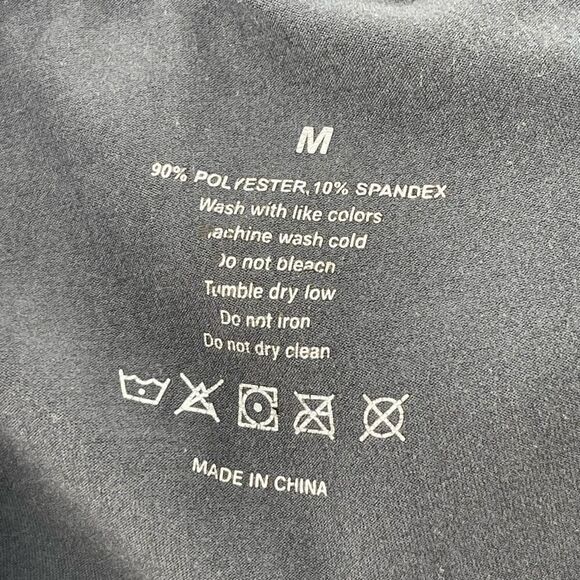 M
90% POLYESTER, 10% SPANDEX
Wash with like colors
Machine wash cold
Do not bleach
Tumble dry low
Do not iron
Do not dry clean
MADE IN CHINA